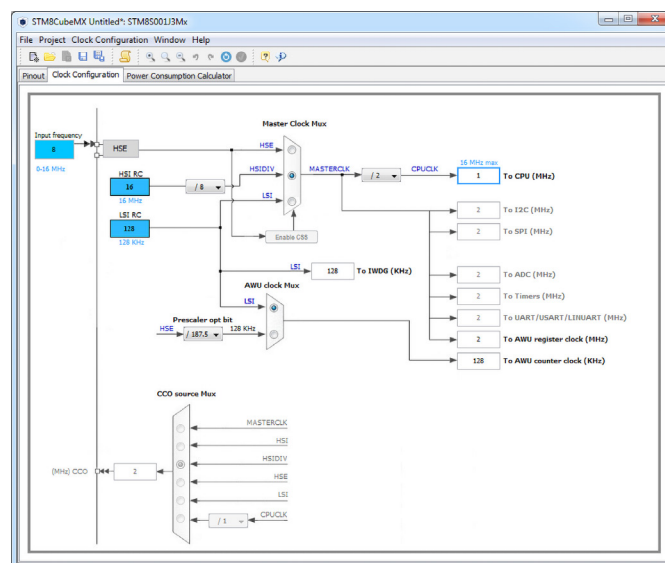 STM8CubeMX Untitled*: STM8S001J3Mx
File Project Clock Configuration Window Help
Pinout Clock Configuration Power Consumption Calculator
Master Clock Mux
Input frequency
8
0-16 MHz
HSE
HSE
16 MHz max
HSI RC
16
16 MHz
/ 8
HSIDIV
MASTERCLK
/ 2
CPUCLK
1
To CPU (MHz)
LSI RC
128
128 KHz
LSI
Enable CSS
2
To I2C (MHz)
2
To SPI (MHz)
LSI
128
To IWDG (KHz)
2
To ADC (MHz)
AWU clock Mux
LSI
2
To Timers (MHz)
Prescaler opt bit
HSE
/ 187.5
128 KHz
2
To UART/USART/LINUART (MHz)
2
To AWU register clock (MHz)
128
To AWU counter clock (KHz)
CCO source Mux
MASTERCLK
HSI
HSIDIV
(MHz) CCO
2
HSE
LSI
/ 1
CPUCLK